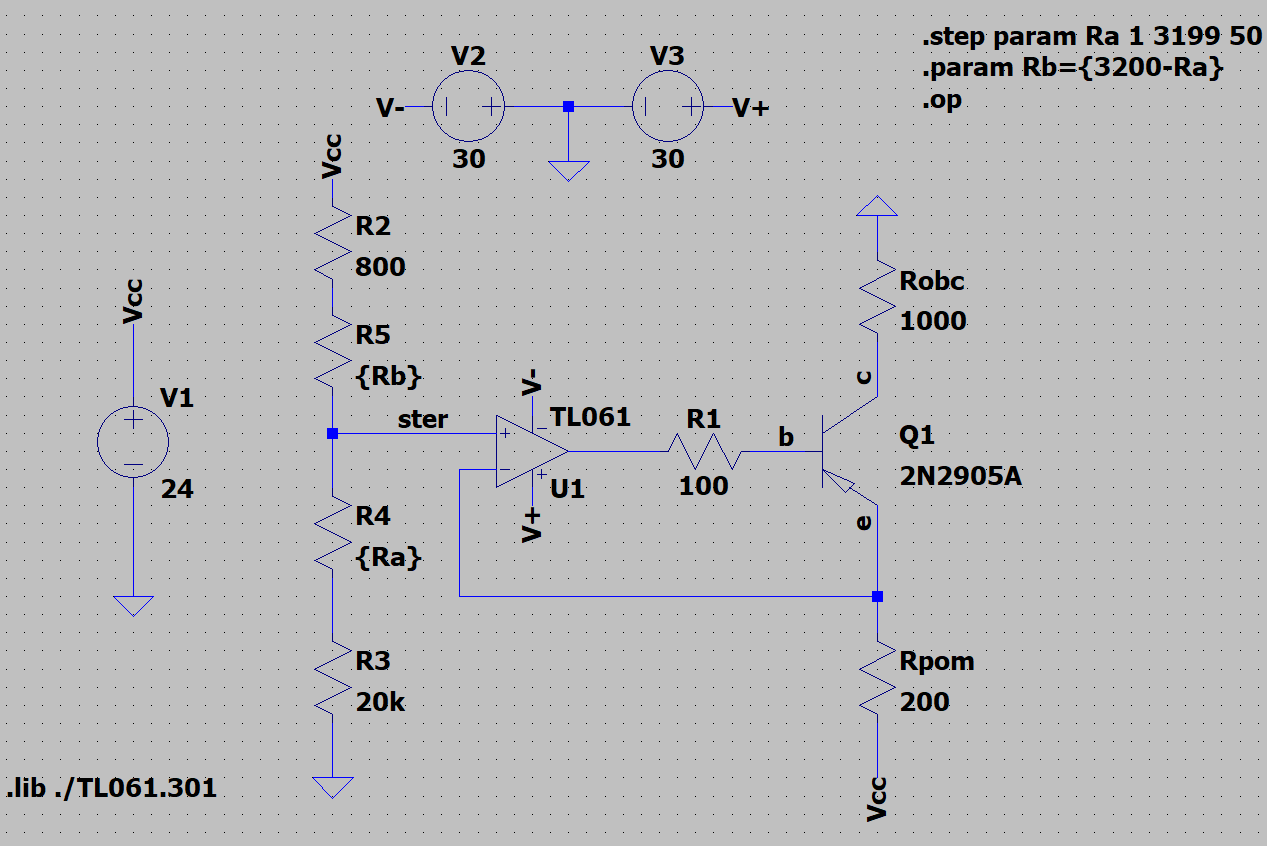 .step param Ra 1 3199 50
.param Rb={3200-Ra}
.op
V2
V3
V-
V+
30
30
Vcc
R2
800
Vcc
R5
{Rb}
V1
24
ster
V-
TL061
U1
V+
R1
100
b
Robc
1000
c
Q1
2N2905A
e
R4
{Ra}
R3
20k
Rpom
200
Vcc
.lib ./TL061.301